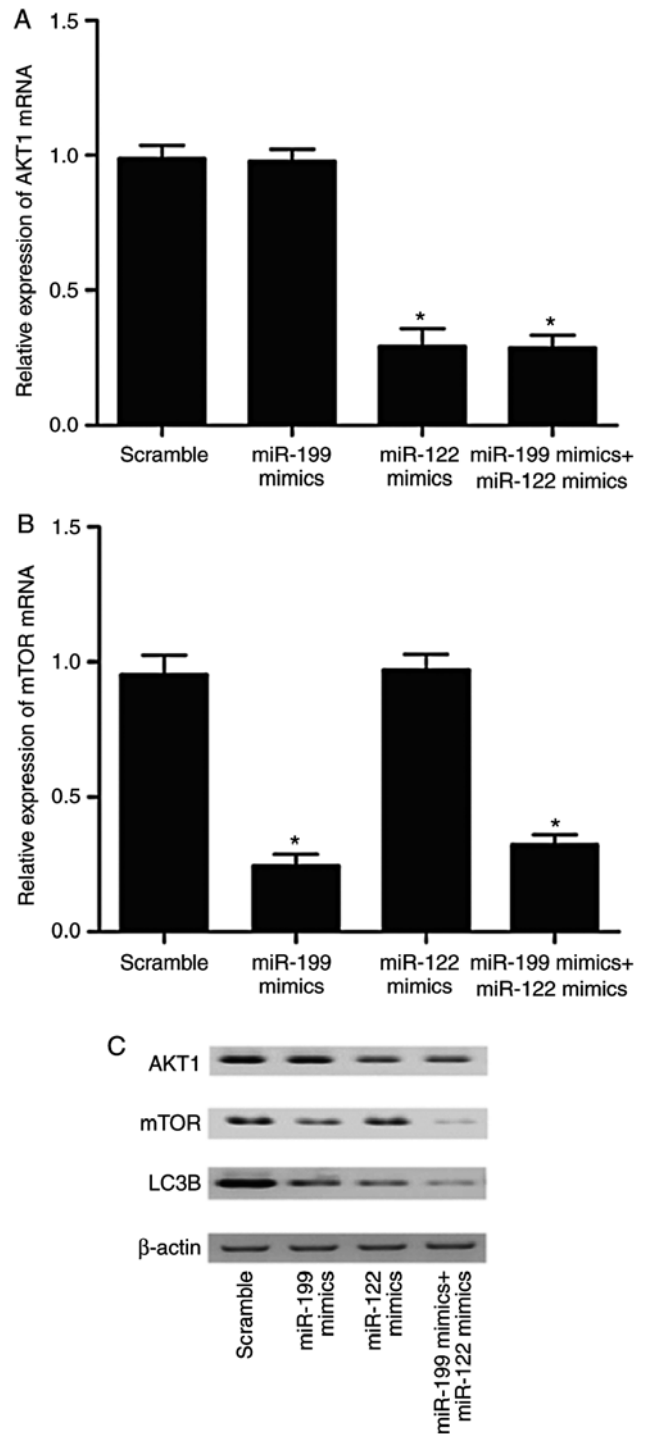 A
Relative expression of AKT1 mRNA
1.5
1.0
0.5
0.0
*
*
Scramble
miR-199
mimics
miR-122
mimics
miR-199 mimics+
miR-122 mimics
B
Relative expression of mTOR mRNA
1.5
1.0
0.5
0.0
*
*
Scramble
miR-199
mimics
miR-122
mimics
miR-199 mimics+
miR-122 mimics
C
AKT1
mTOR
LC3B
β-actin
Scramble
miR-199
mimics
miR-122
mimics
miR-199 mimics+
miR-122 mimics